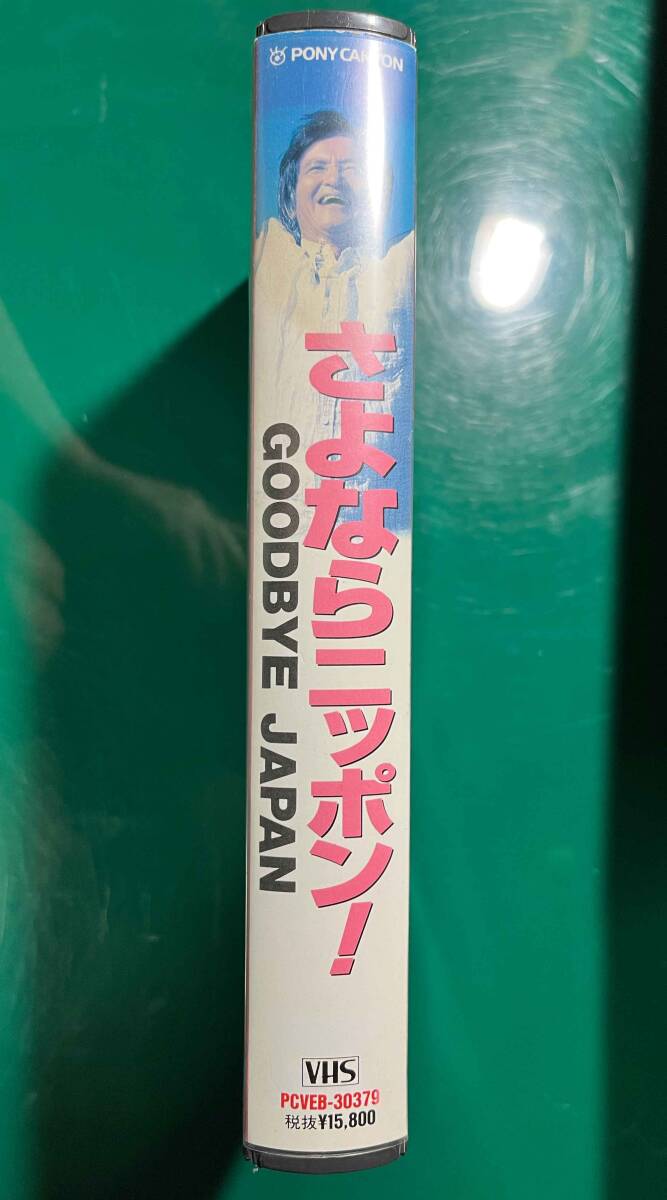 PONY CANYON
さよならニッポン!
GOODBYE JAPAN
VHS
PCVEB-30379
税抜¥15,800